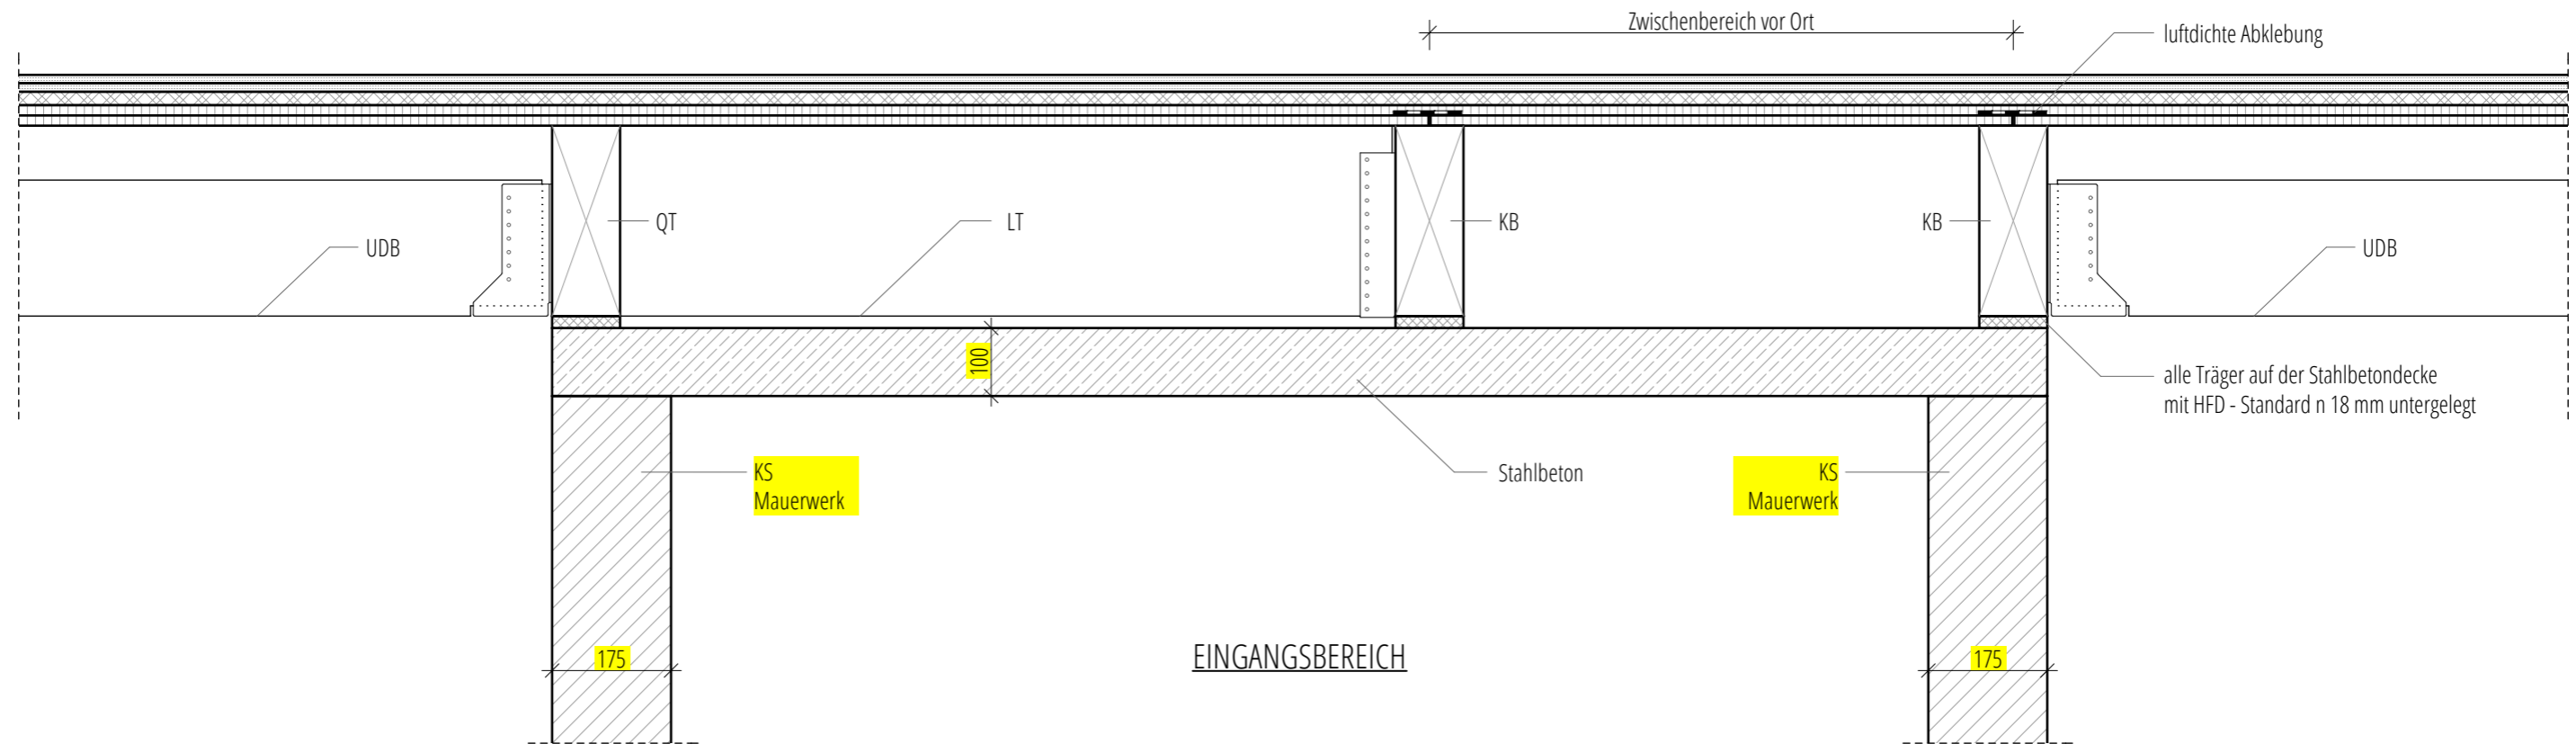 Zwischenbereich vor Ort
luftdichte Abklebung
QT
LT
KB
KB
UDB
UDB
100
alle Träger auf der Stahlbetondecke
mit HFD - Standard n 18 mm untergelegt
KS
Mauerwerk
Stahlbeton
KS
Mauerwerk
175
EINGANGSBEREICH
175